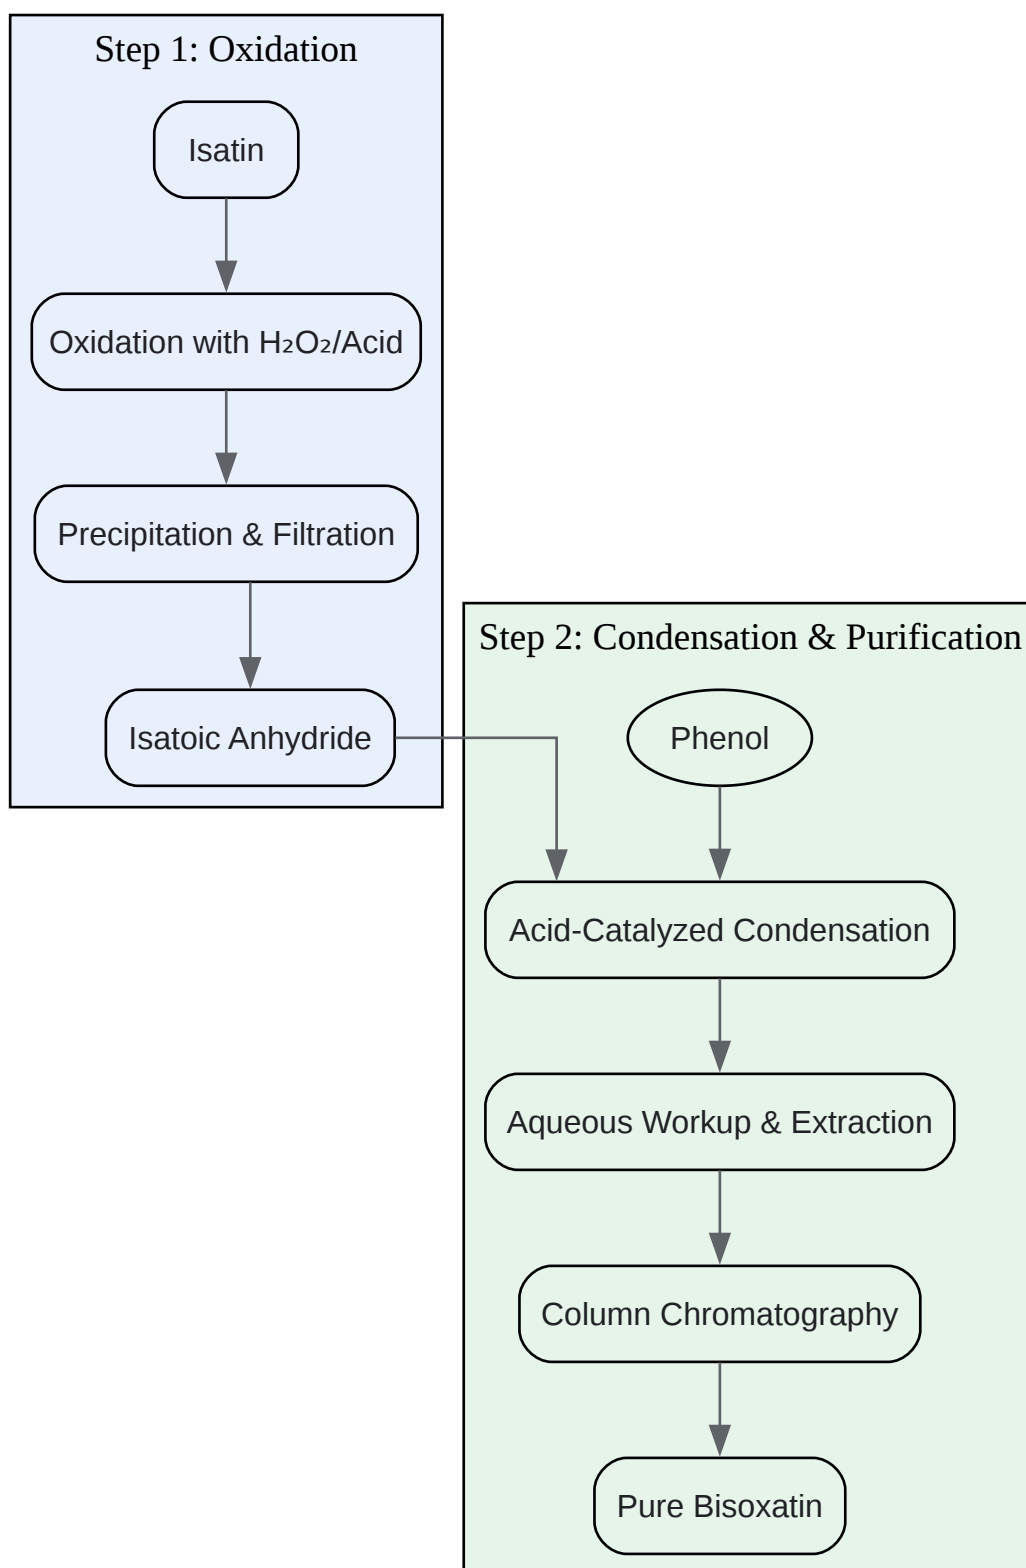 Step 1: Oxidation
Isatin
Oxidation with H₂O₂/Acid
Precipitation & Filtration
Isatoic Anhydride
Step 2: Condensation & Purification
Phenol
Acid-Catalyzed Condensation
Aqueous Workup & Extraction
Column Chromatography
Pure Bisoxatin